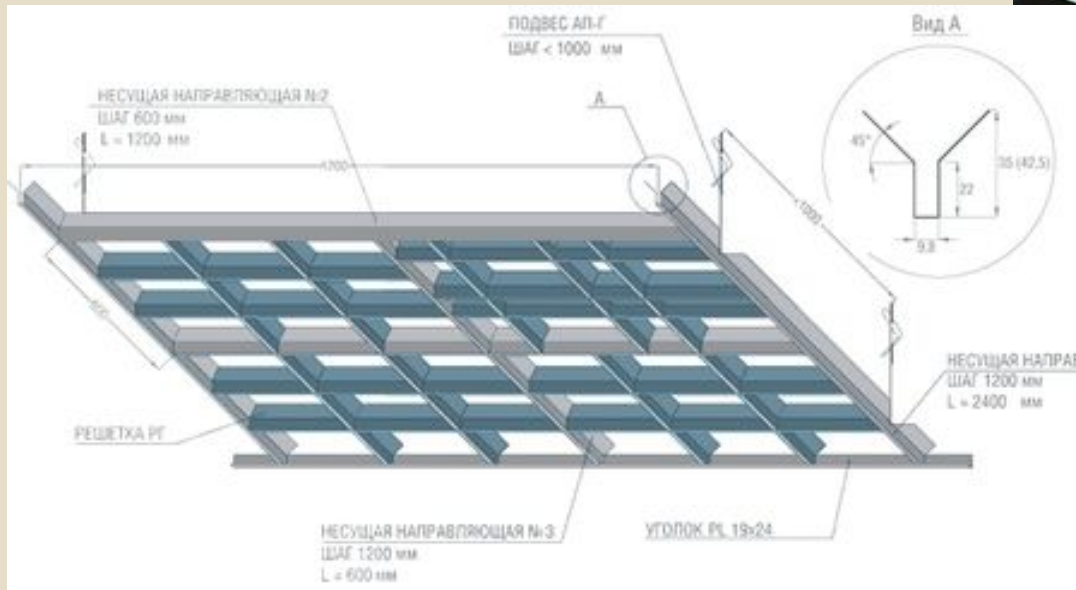 ПОДВЕС АП-Г
ШАГ < 1000 мм
Вид А
НЕСУЩАЯ НАПРАВЛЯЮЩАЯ №2
ШАГ 600 мм
L = 1200 мм
А
1200
45°
35 (42,5)
22
9,8
1000
600
НЕСУЩАЯ НАПРАВ
ШАГ 1200 мм
L = 2400 мм
РЕШЕТКА РГ
НЕСУЩАЯ НАПРАВЛЯЮЩАЯ №3
ШАГ 1200 мм
L = 600 мм
УГОЛОК PL 19x24